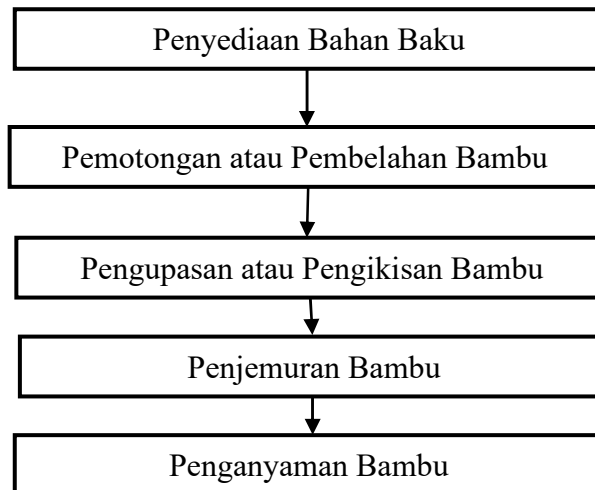 Penyediaan Bahan Baku
Pemotongan atau Pembelahan Bambu
Pengupasan atau Pengikisan Bambu
Penjemuran Bambu
Penganyaman Bambu